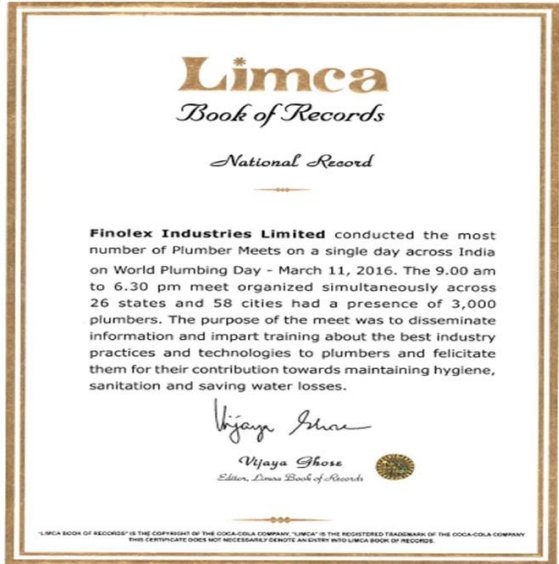 Limca
Book of Records
National Record
Finolex Industries Limited conducted the most
number of Plumber Meets on a single day across India
on World Plumbing Day - March 11, 2016. The 9.00 am
to 6.30 pm meet organized simultaneously across
26 states and 58 cities had a presence of 3,000
plumbers. The purpose of the meet was to disseminate
information and impart training about the best industry
practices and technologies to plumbers and felicitate
them for their contribution towards maintaining hygiene,
sanitation and saving water losses.
Vijaya Ghose
Vijaya Ghose
Editor, Limca Book of Records
"LIMCA BOOK OF RECORDS" IS THE COPYRIGHT OF THE COCA-COLA COMPANY. "LIMCA" IS THE REGISTERED TRADEMARK OF THE COCA-COLA COMPANY
THIS CERTIFICATE DOES NOT NECESSARILY DENOTE AN ENTRY INTO LIMCA BOOK OF RECORDS.